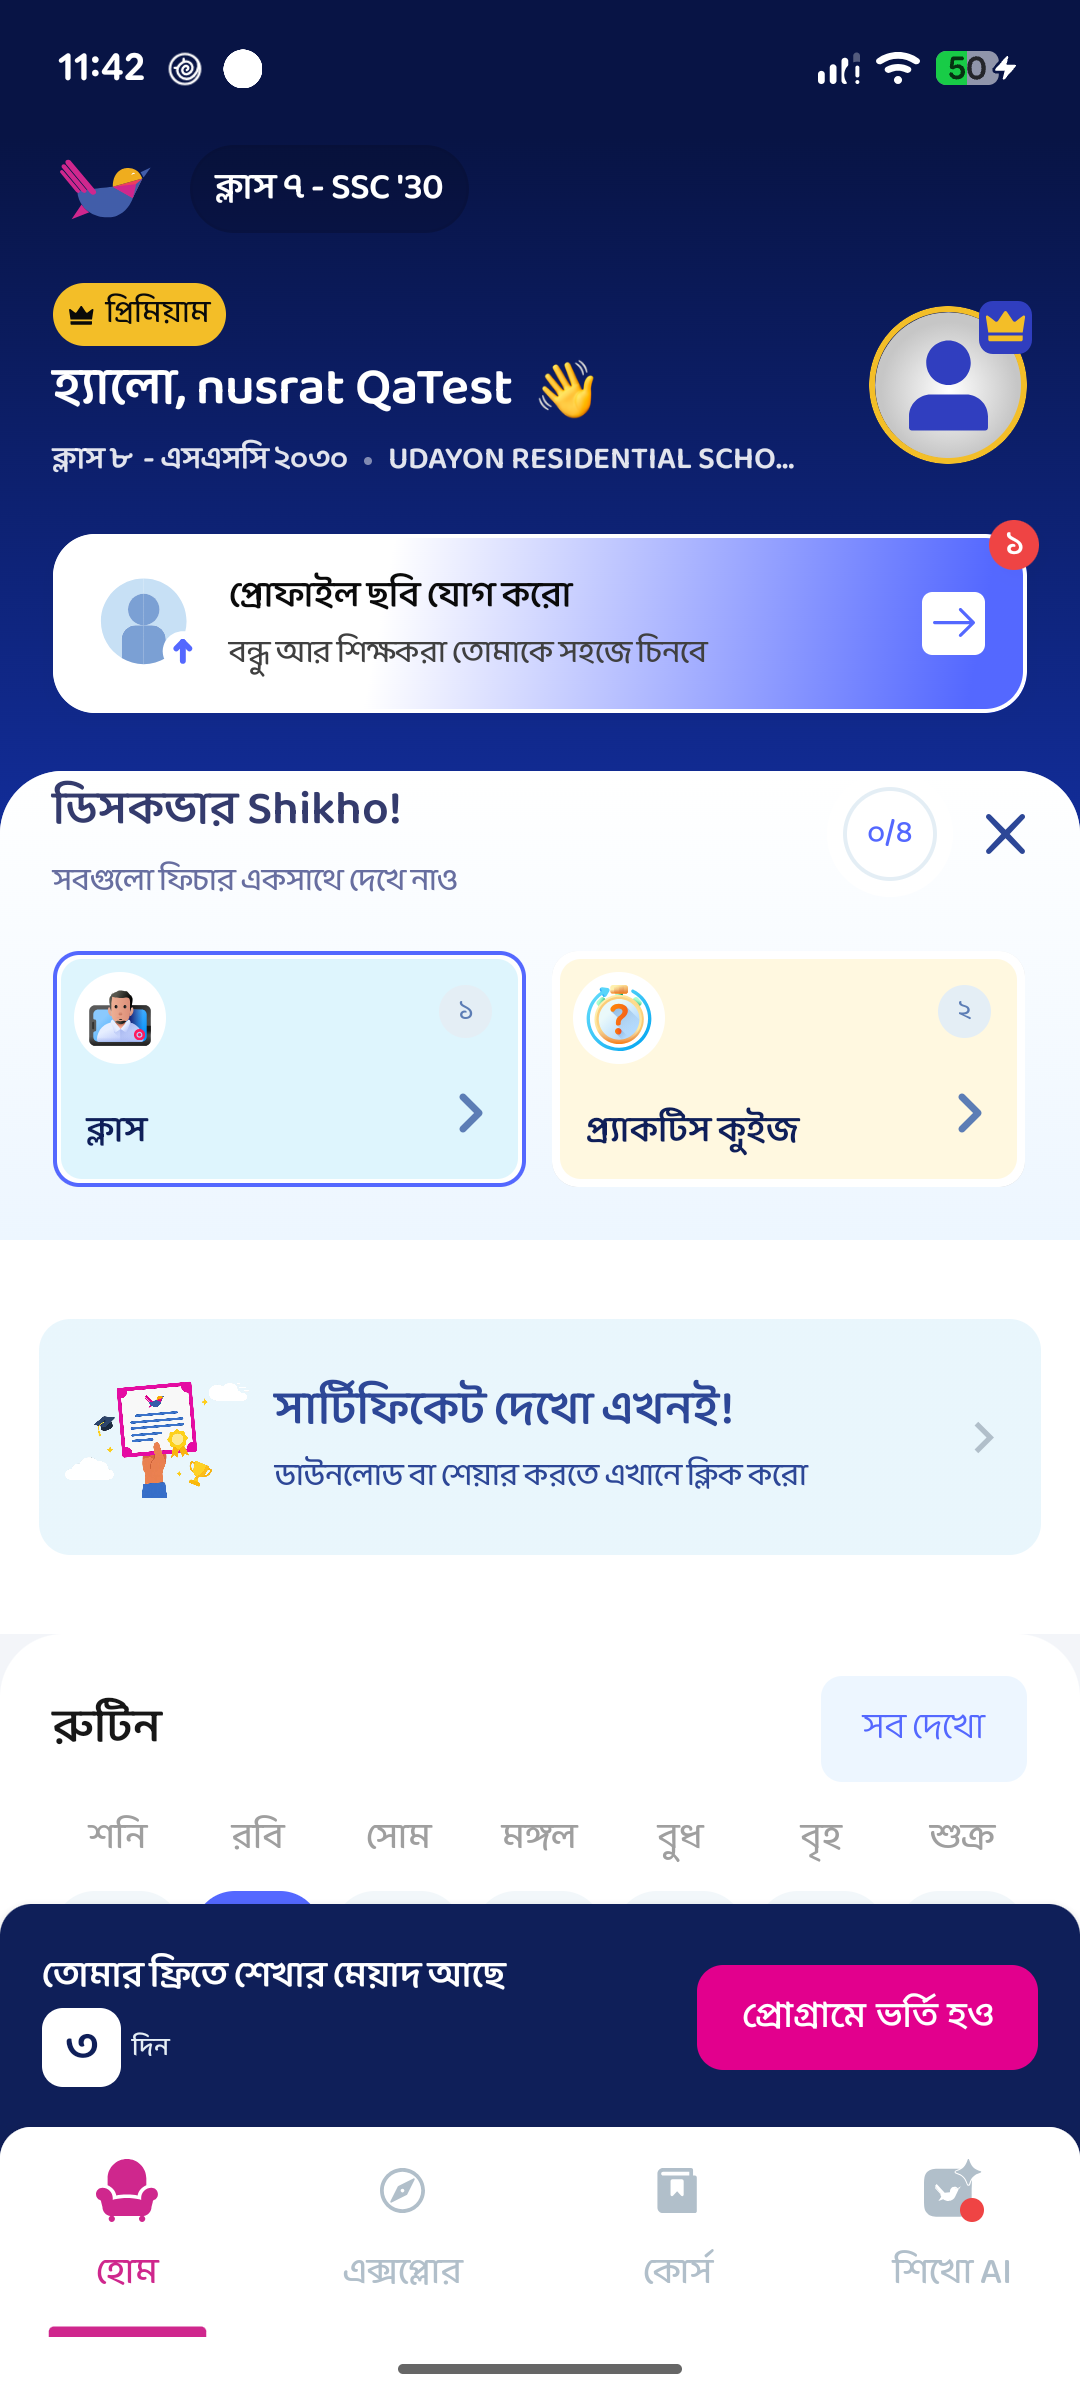 11:42
50
ক্লাস ৭ - SSC '30
প্রিমিয়াম
হ্যালো, nusrat QaTest 👋
ক্লাস ৮ - এসএসসি ২০৩০ • UDAYON RESIDENTIAL SCHO...
১
প্রোফাইল ছবি যোগ করো
বন্ধু আর শিক্ষকরা তোমাকে সহজে চিনবে
ডিসকভার Shikho!
০/৪
সবগুলো ফিচার একসাথে দেখে নাও
১
ক্লাস
২
প্র্যাকটিস কুইজ
সার্টিফিকেট দেখো এখনই!
ডাউনলোড বা শেয়ার করতে এখানে ক্লিক করো
রুটিন
সব দেখো
শনি রবি সোম মঙ্গল বুধ বৃহ শুক্র
তোমার ফ্রিতে শেখার মেয়াদ আছে
৩ দিন
প্রোগ্রামে ভর্তি হও
হোম এক্সপ্লোর কোর্স শিখো AI